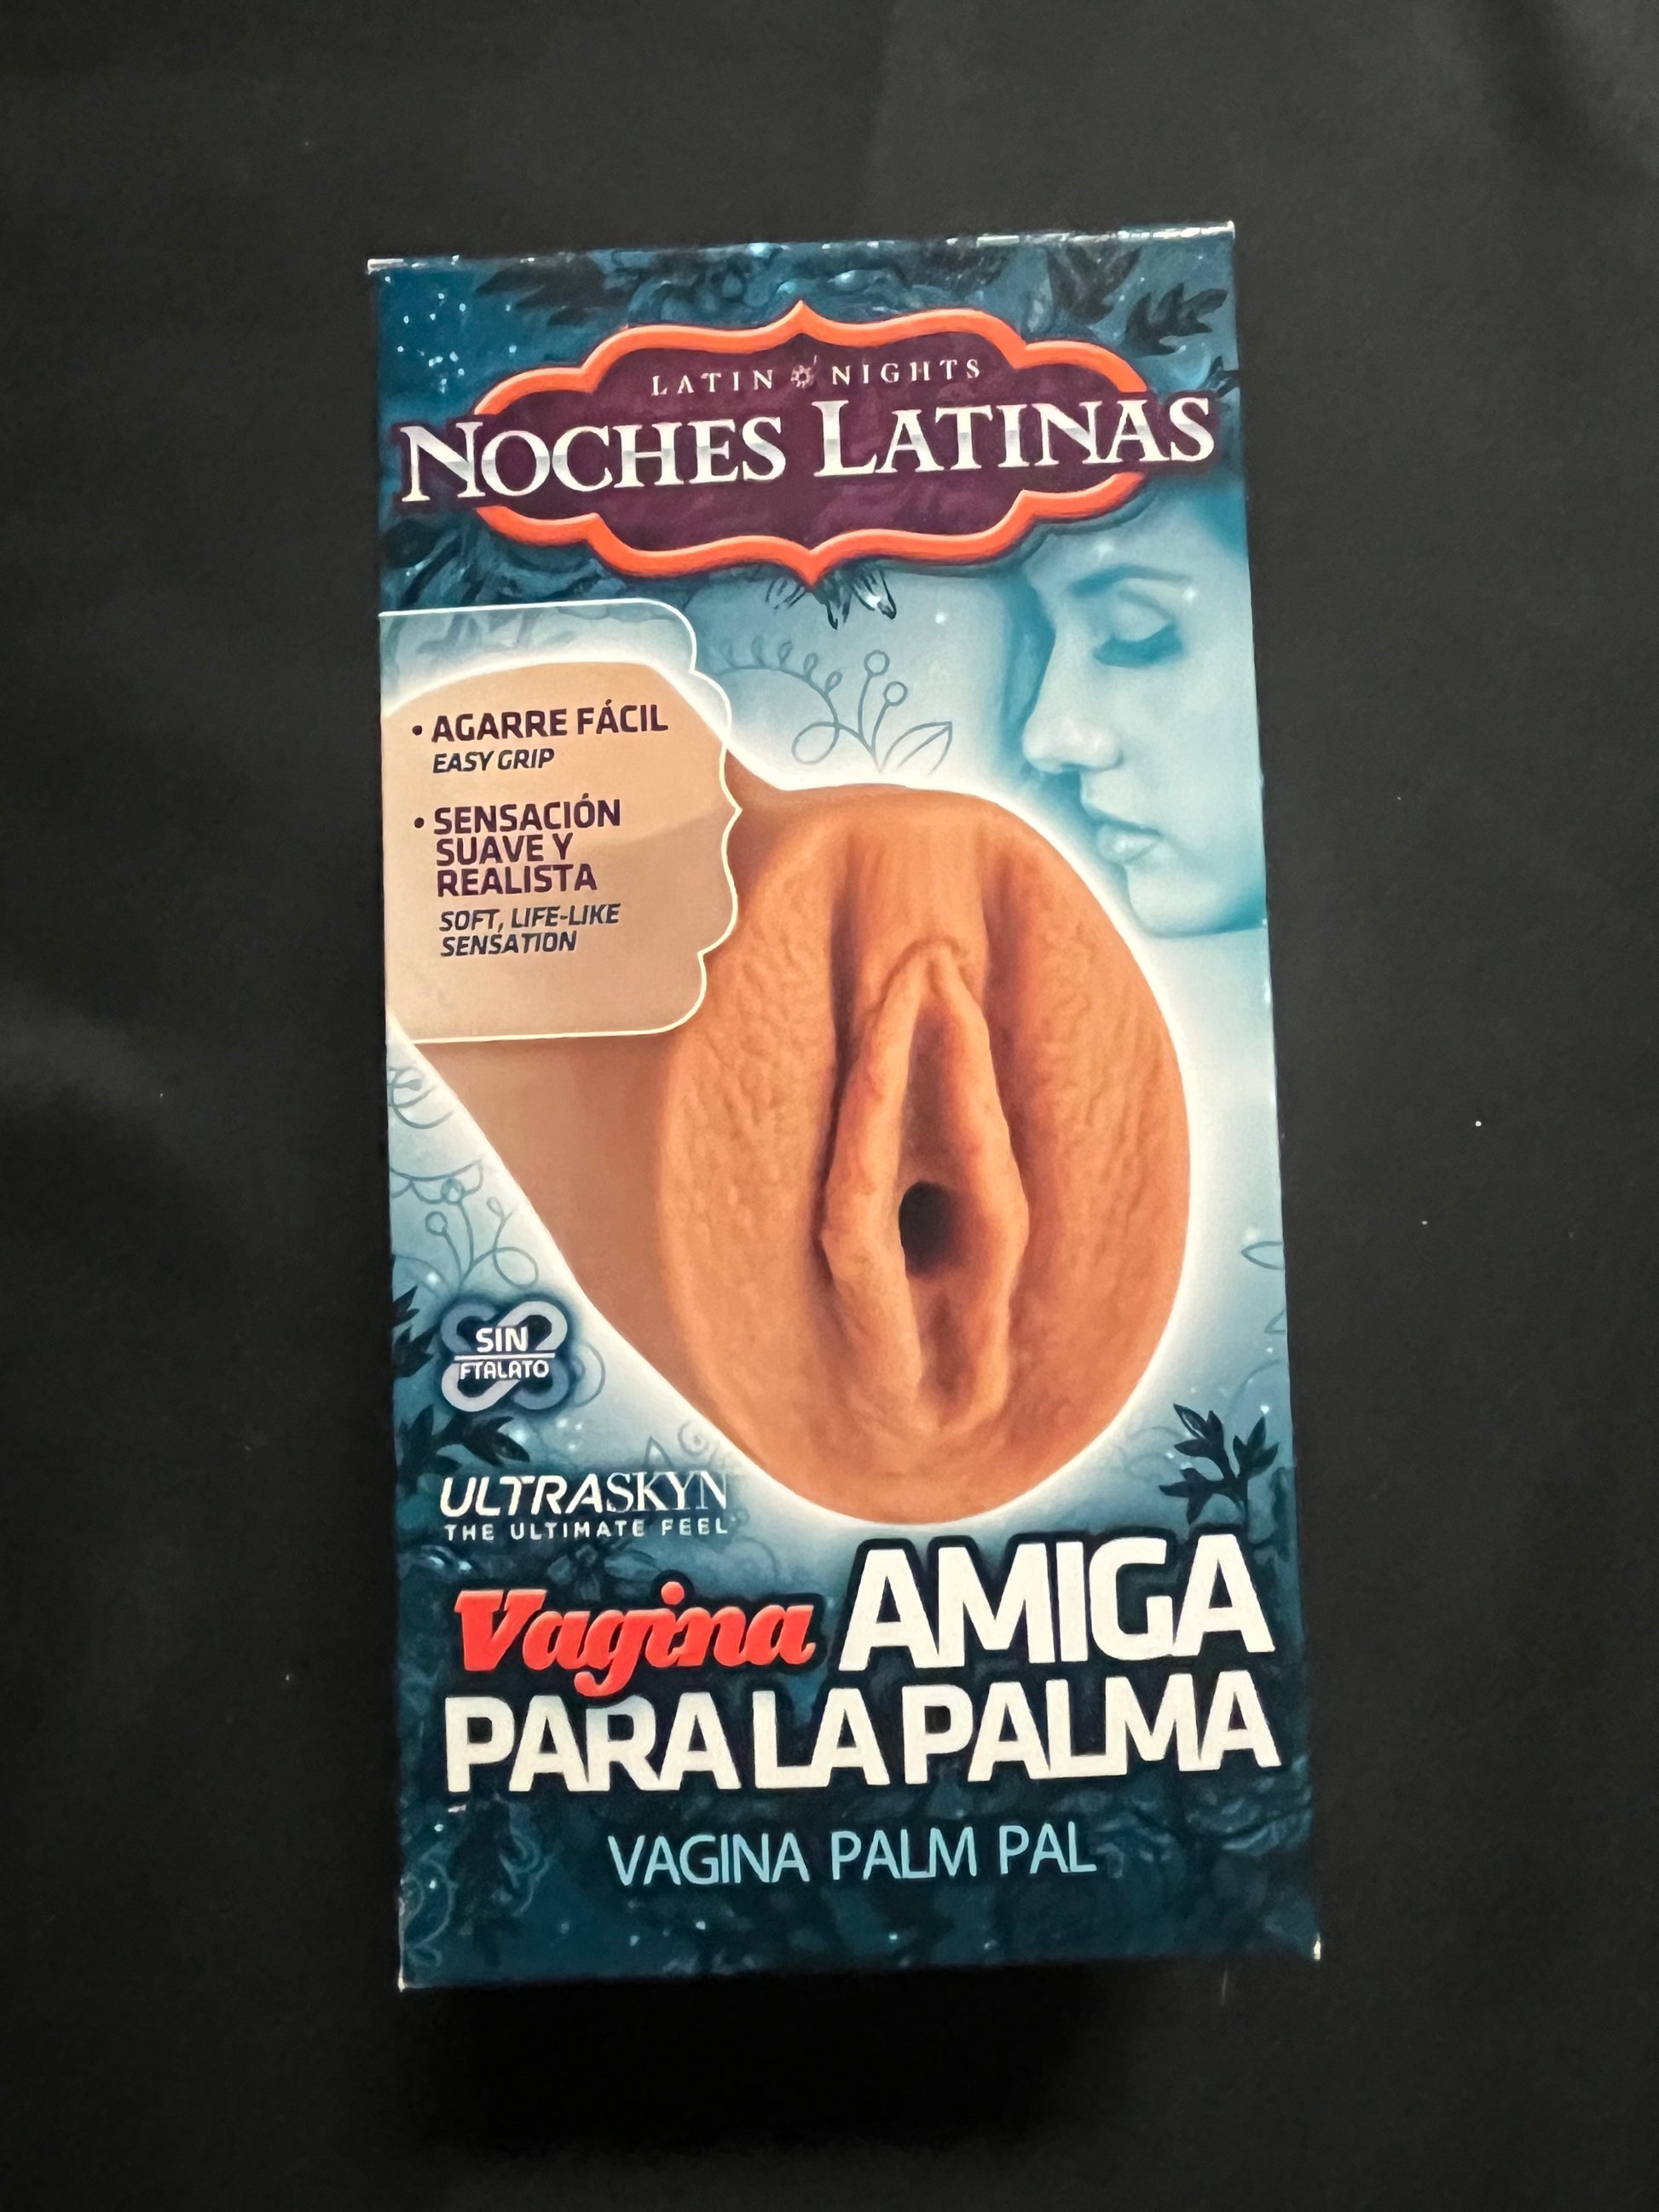 LATIN NIGHTS
NOCHES LATINAS
• AGARRE FÁCIL
EASY GRIP
• SENSACIÓN
SUAVE Y
REALISTA
SOFT, LIFE-LIKE
SENSATION
SIN
FTALATO
ULTRASKYN
THE ULTIMATE FEEL
Vagina AMIGA
PARA LA PALMA
VAGINA PALM PAL